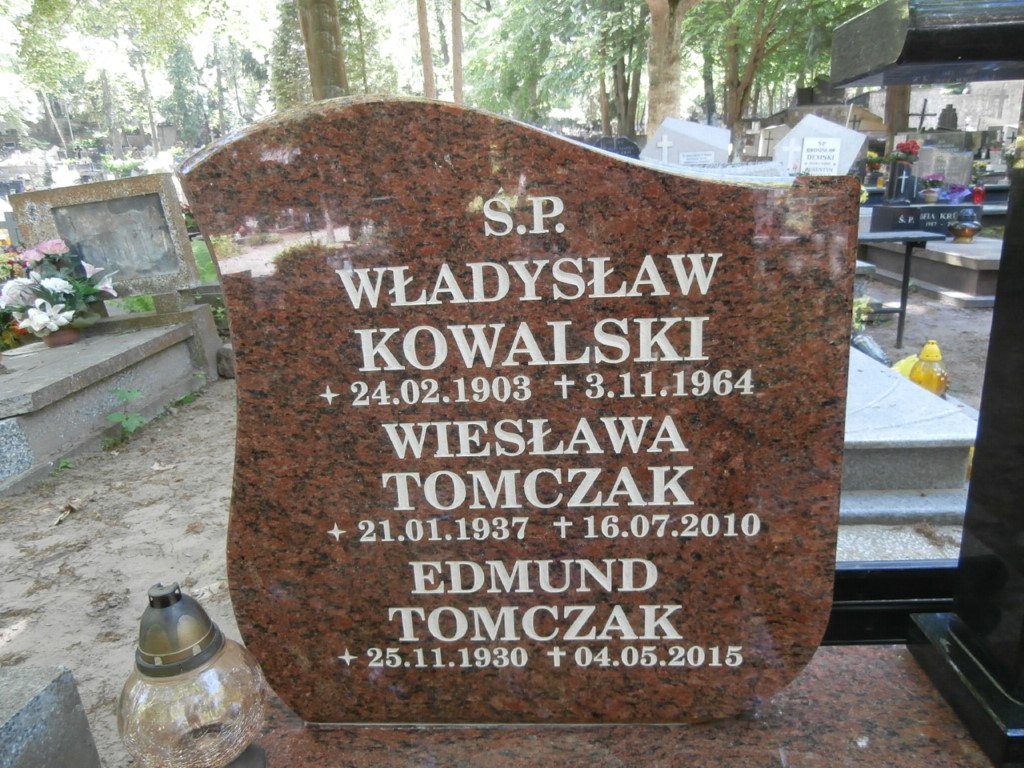 Ś.P.
WŁADYSŁAW
KOWALSKI
24.02.1903 ✝ 3.11.1964
WIESŁAWA
TOMCZAK
21.01.1937 ✝ 16.07.2010
EDMUND
TOMCZAK
25.11.1930 ✝ 04.05.2015
Ś.P.